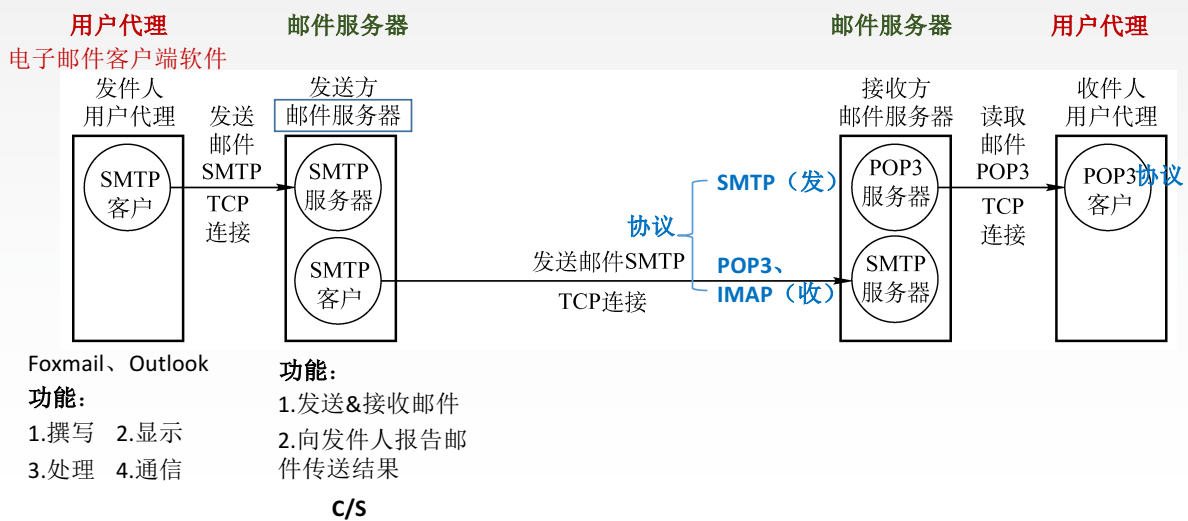 用户代理
邮件服务器
邮件服务器
用户代理
电子邮件客户端软件
发件人
用户代理
发送
邮件
SMTP
TCP
连接
发送方
邮件服务器
接收方
邮件服务器
读取
邮件
POP3
TCP
连接
收件人
用户代理
SMTP
客户
SMTP
服务器
SMTP
客户
协议
SMTP（发）
POP3、
IMAP（收）
发送邮件SMTP
TCP连接
POP3
服务器
SMTP
服务器
POP3
客户
协议
Foxmail、Outlook
功能：
1.撰写 2.显示
3.处理 4.通信
功能：
1.发送&接收邮件
2.向发件人报告邮
件传送结果
C/S